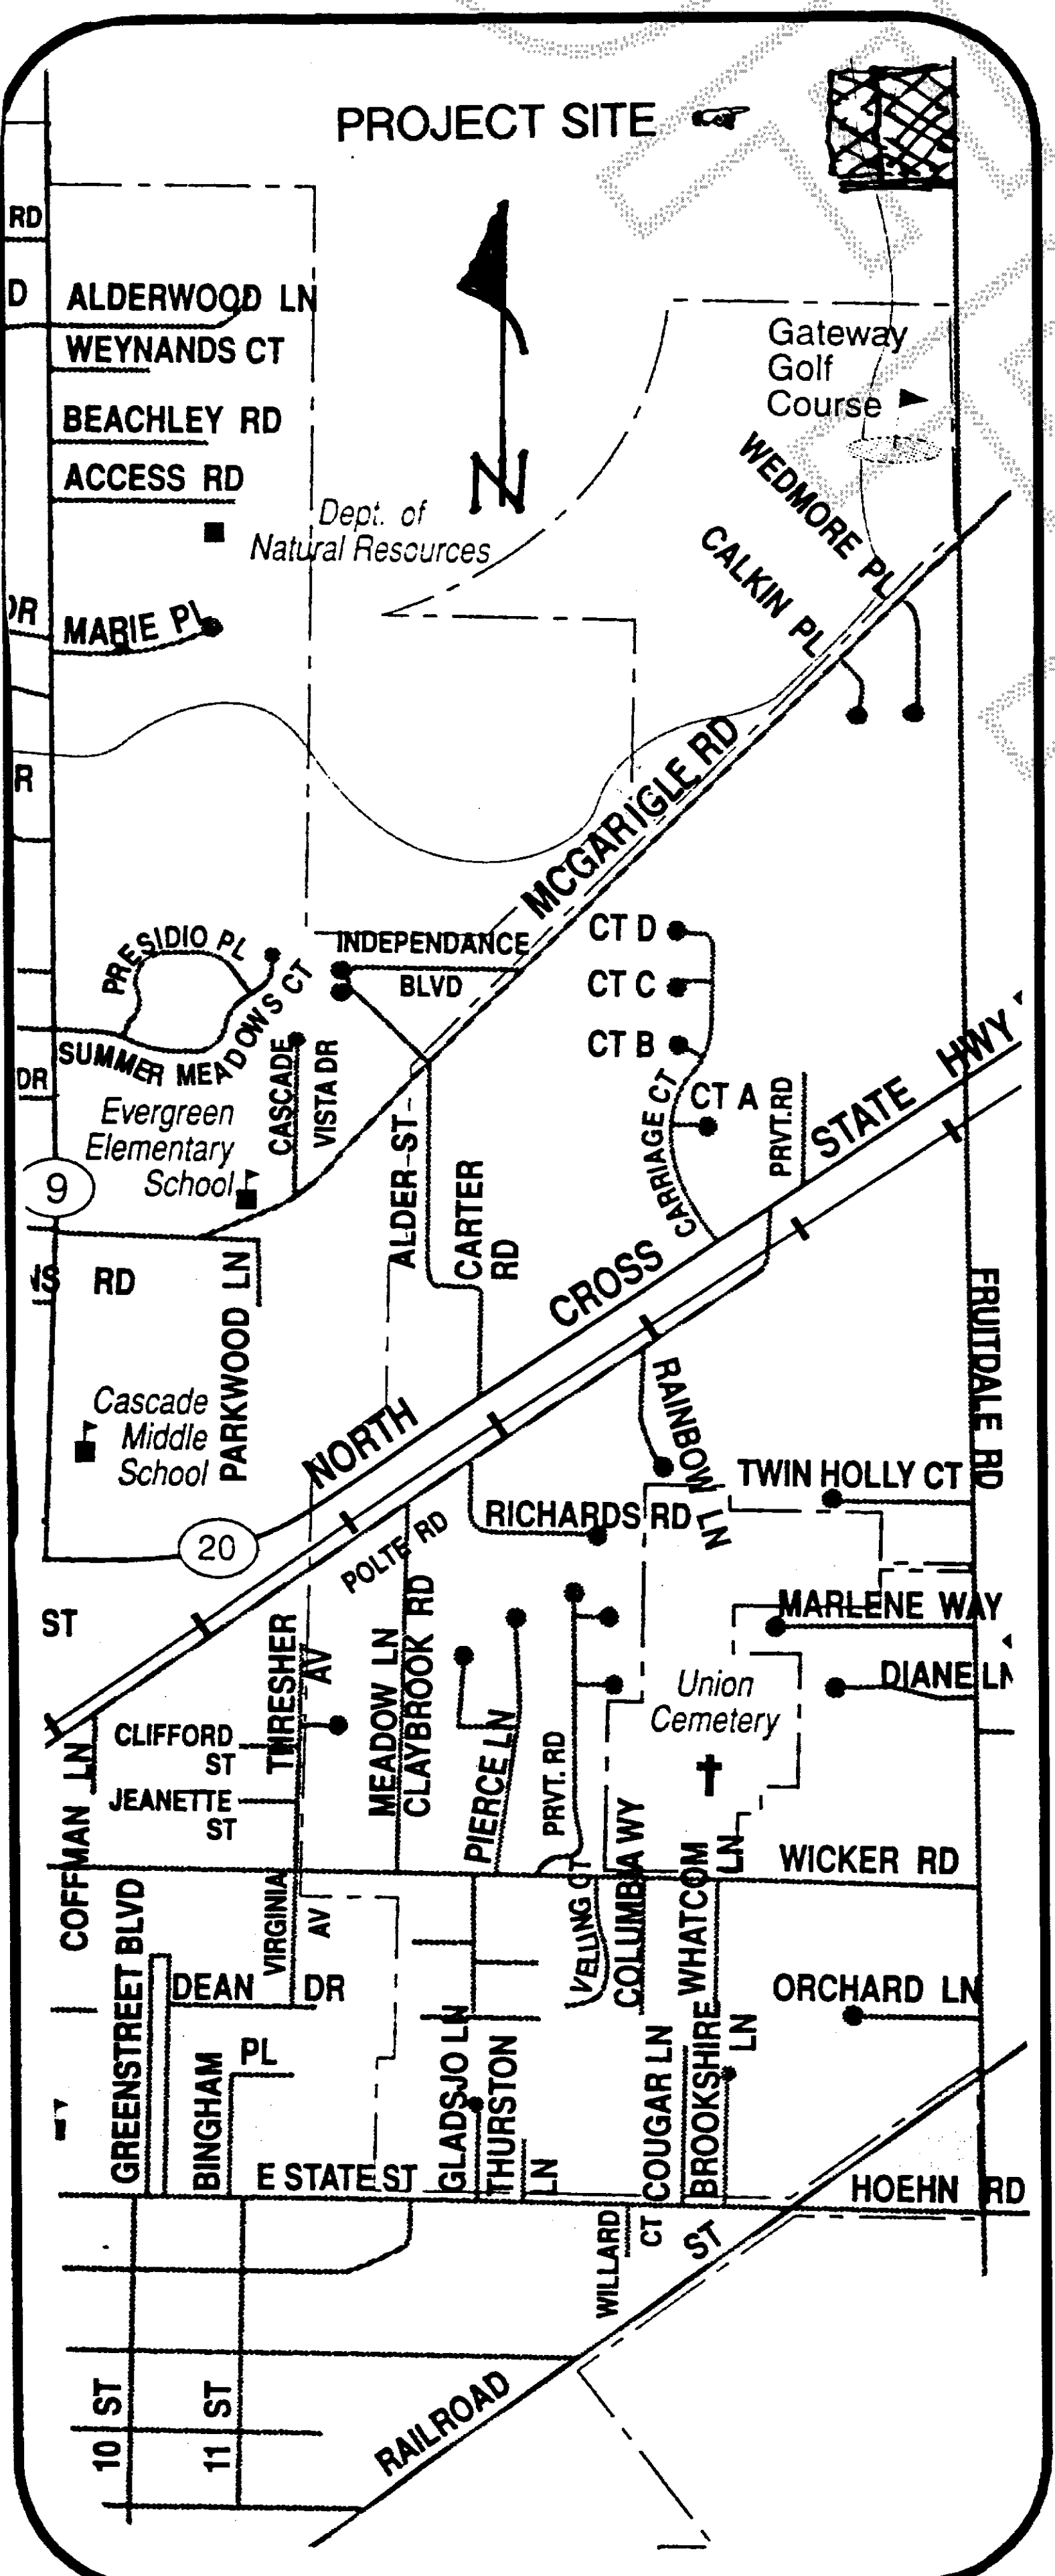 PROJECT SITE
RD
D
ALDERWOOD LN
WEYNANDS CT
BEACHLEY RD
ACCESS RD
N
Gateway
Golf
Course
WEDMORE PL
CALKIN PL
Dept. of
Natural Resources
DR
MARIE PL
R
MCGARIGLE RD
PRESIDIO PL
SUMMER MEADOWS CT
INDEPENDANCE
BLVD
CT D
CT C
CT B
CT A
CARRIAGE CT
PRVT. RD
DR
CASCADE
VISTA DR
Evergreen
Elementary
School
9
ALDER ST
CARTER
RD
NORTH CROSS STATE HWY
RD
PARKWOOD LN
Cascade
Middle
School
20
FRUITDALE RD
RAINBOW LN
TWIN HOLLY CT
RICHARDS RD
POLTE RD
ST
MARLENE WAY
DIANE LN
THRESHER
AV
MEADOW LN
CLAYBROOK RD
PIERCE LN
PRVT. RD
Union
Cemetery
CLIFFORD
ST
JEANETTE
ST
COFFMAN LN
WICKER RD
VIRGINIA
AV
VELLING CT
COLUMBIA WY
WHATCOM
LN
GREENSTREET BLVD
DEAN DR
ORCHARD LN
BINGHAM
PL
GLADSJO LN
THURSTON
LN
COUGAR LN
BROOKSHIRE
LN
E STATE ST
HOEHN RD
WILLARD
CT
RAILROAD ST
10 ST
11 ST